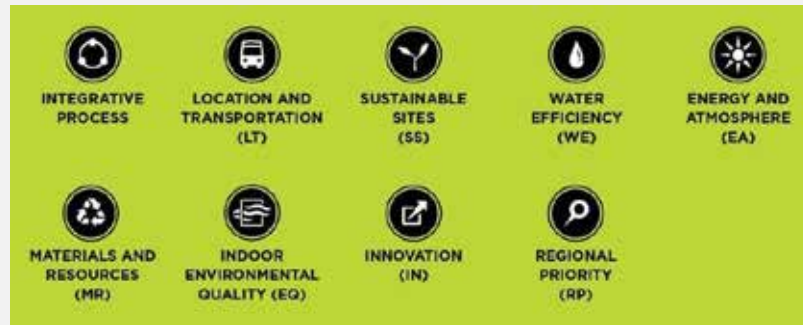 INTEGRATIVE
PROCESS
LOCATION AND
TRANSPORTATION
(LT)
SUSTAINABLE
SITES
(SS)
WATER
EFFICIENCY
(WE)
ENERGY AND
ATMOSPHERE
(EA)
MATERIALS AND
RESOURCES
(MR)
INDOOR
ENVIRONMENTAL
QUALITY (EQ)
INNOVATION
(IN)
REGIONAL
PRIORITY
(RP)